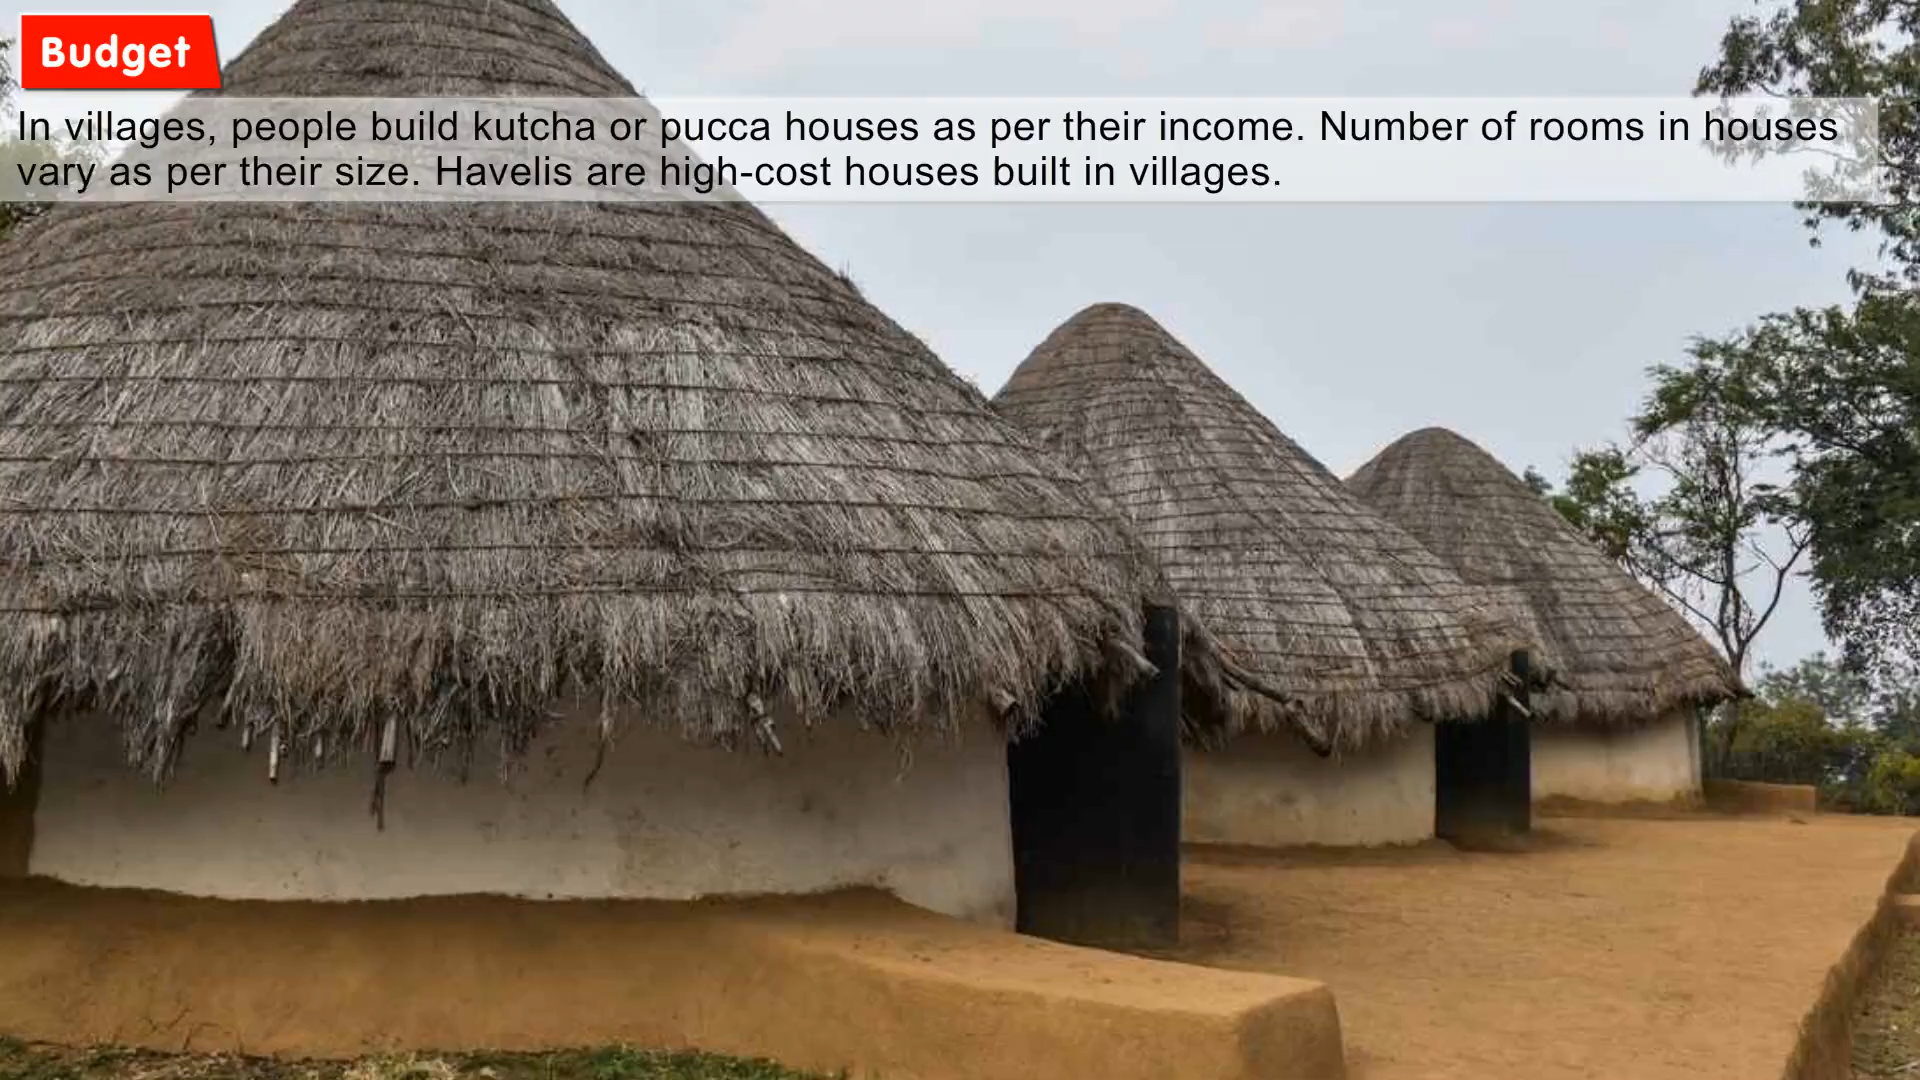 Budget
In villages, people build kutcha or pucca houses as per their income. Number of rooms in houses
vary as per their size. Havelis are high-cost houses built in villages.